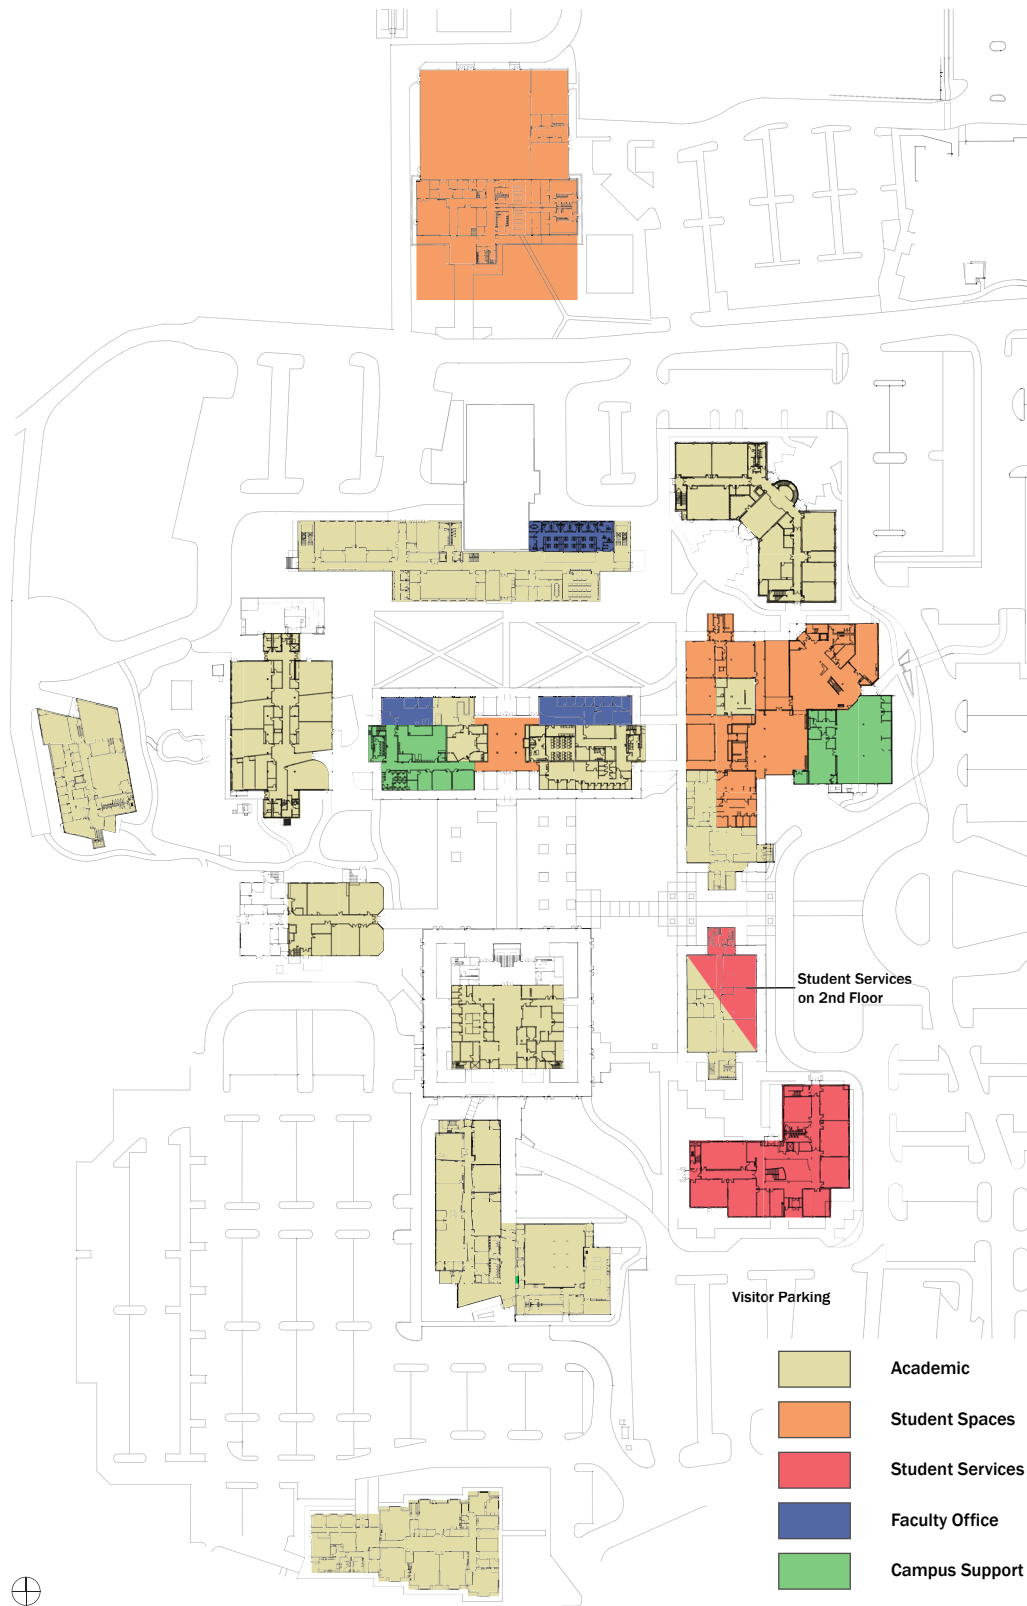 Student Services
on 2nd Floor
Visitor Parking
Academic
Student Spaces
Student Services
Faculty Office
Campus Support